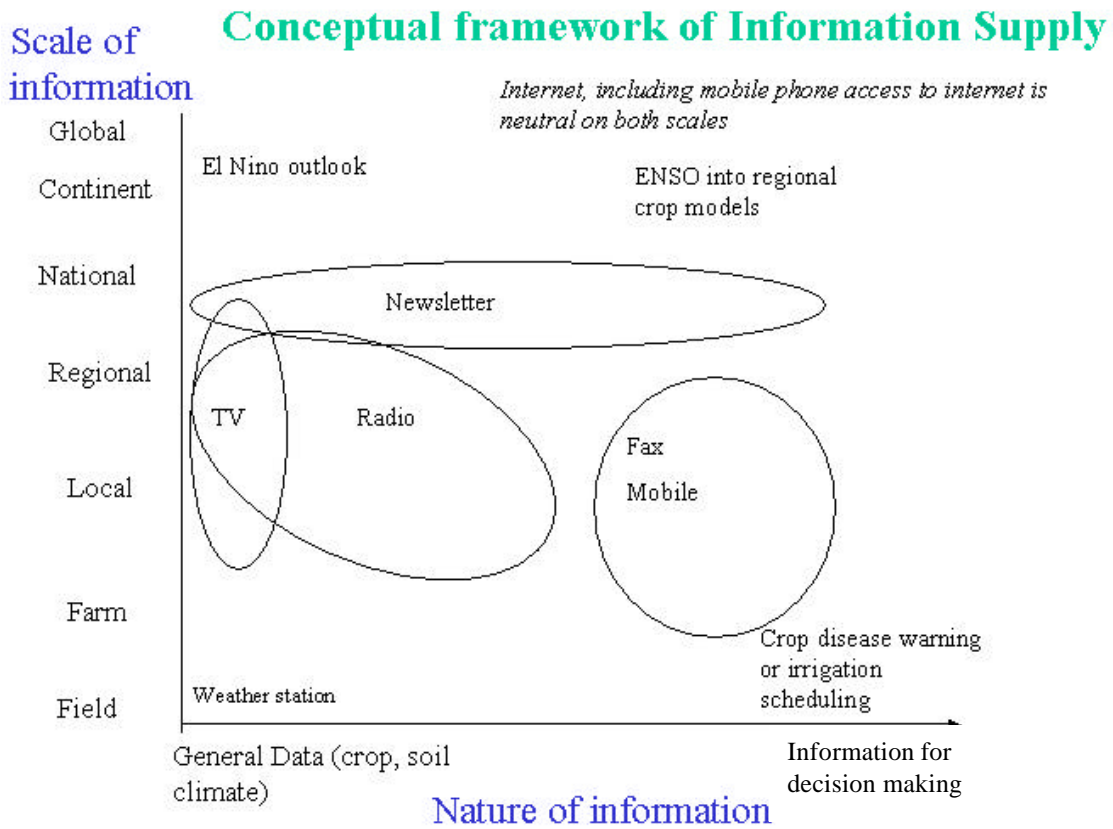 Conceptual framework of Information Supply
Scale of
information
Internet, including mobile phone access to internet is
neutral on both scales
Global
El Nino outlook
Continent
ENSO into regional
crop models
National
Newsletter
Regional
TV
Radio
Fax
Local
Mobile
Farm
Crop disease warning
or irrigation
scheduling
Weather station
Field
General Data (crop, soil
climate)
Information for
decision making
Nature of information